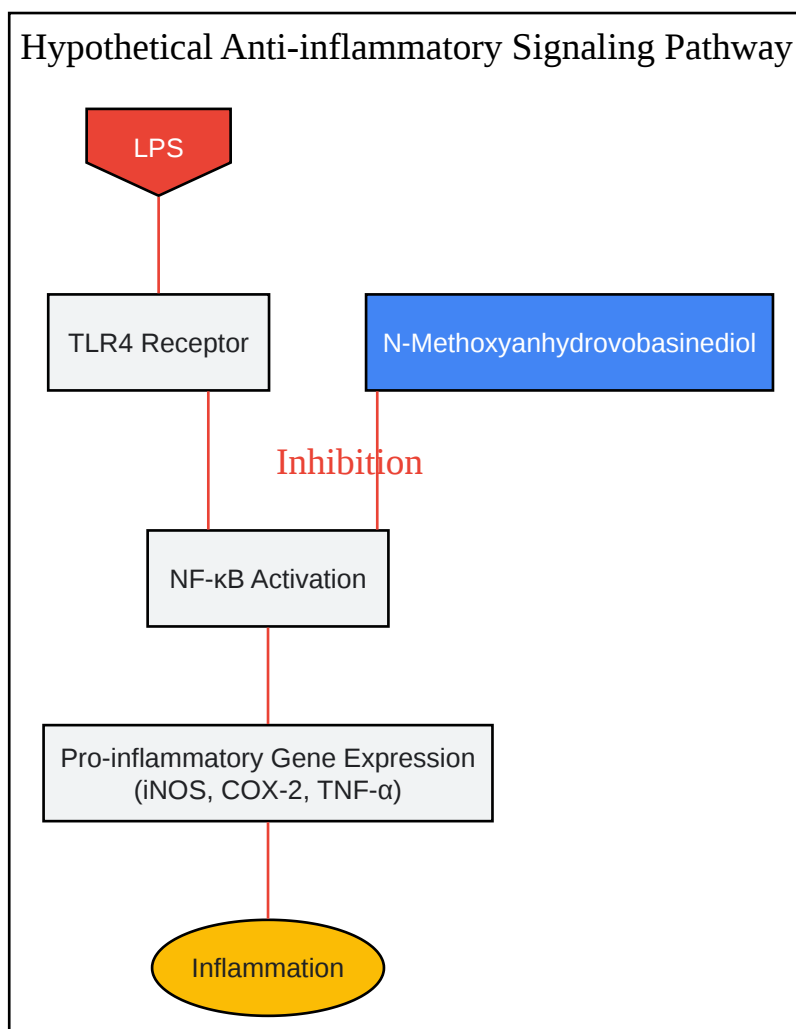 Hypothetical Anti-inflammatory Signaling Pathway
LPS
TLR4 Receptor
N-Methoxyanhydrovobasinediol
Inhibition
NF-κB Activation
Pro-inflammatory Gene Expression
(iNOS, COX-2, TNF-α)
Inflammation